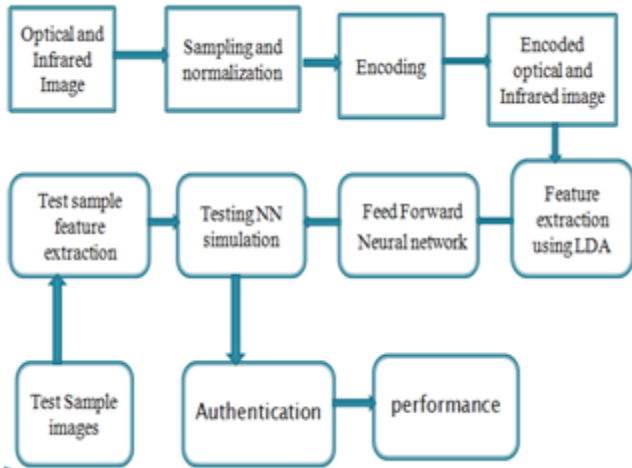 Optical and
Infrared
Image
Sampling and
normalization
Encoding
Encoded
optical and
Infrared image
Test sample
feature
extraction
Testing NN
simulation
Feed Forward
Neural network
Feature
extraction
using LDA
Test Sample
images
Authentication
performance